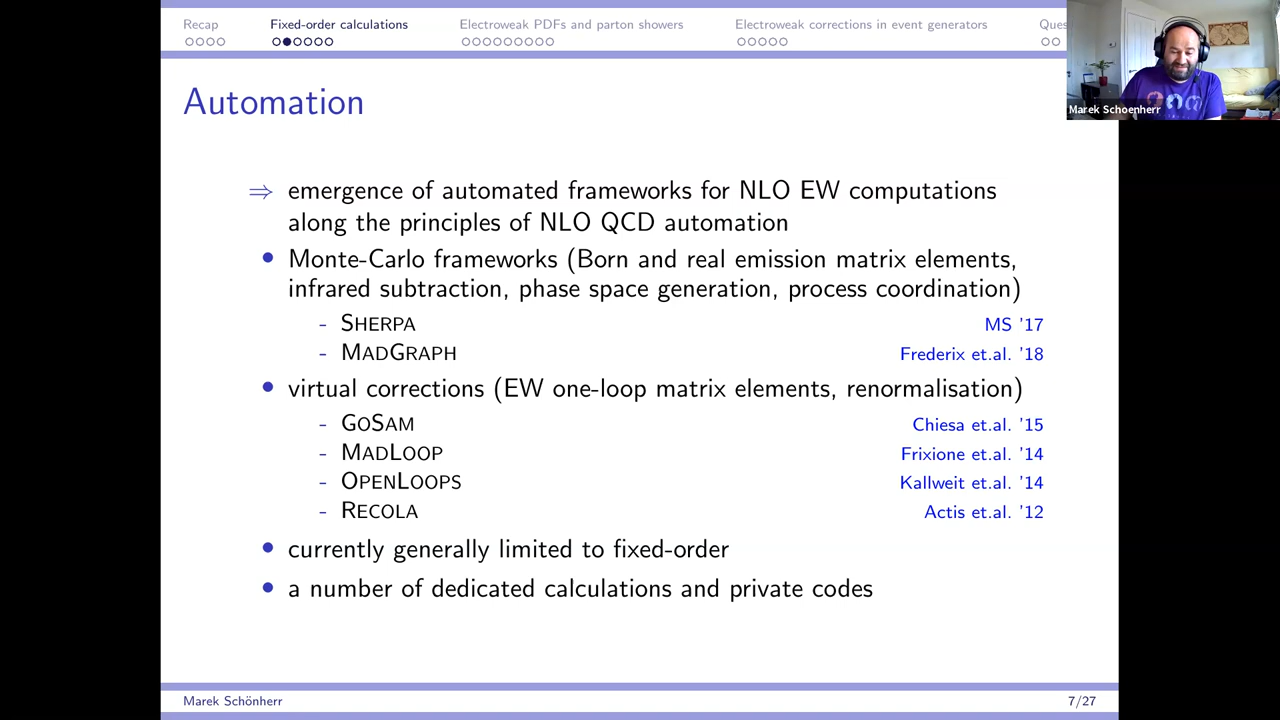 Recap Fixed-order calculations Electroweak PDFs and parton showers Electroweak corrections in event generators Ques
Marek Schoenherr
Automation
⇒ emergence of automated frameworks for NLO EW computations
along the principles of NLO QCD automation
• Monte-Carlo frameworks (Born and real emission matrix elements,
infrared subtraction, phase space generation, process coordination)
- SHERPA MS '17
- MADGRAPH Frederix et.al. '18
• virtual corrections (EW one-loop matrix elements, renormalisation)
- GOSAM Chiesa et.al. '15
- MADLOOP Frixione et.al. '14
- OPENLOOPS Kallweit et.al. '14
- RECOLA Actis et.al. '12
• currently generally limited to fixed-order
• a number of dedicated calculations and private codes
Marek Schönherr 7/27